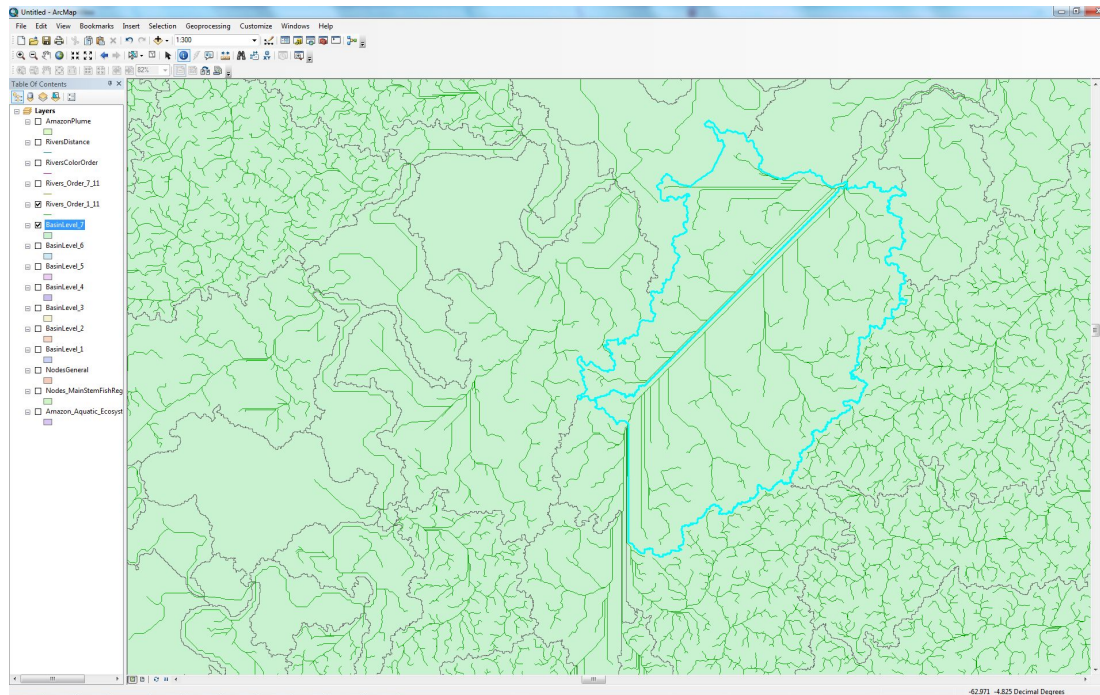 Untitled - ArcMap
File Edit View Bookmarks Insert Selection Geoprocessing Customize Windows Help
1:300
82%
Table Of Contents
Layers
AmazonPlume
RiversDistance
RiversColorOrder
Rivers_Order_7_11
Rivers_Order_1_11
BasinLevel_7
BasinLevel_6
BasinLevel_5
BasinLevel_4
BasinLevel_3
BasinLevel_2
BasinLevel_1
NodesGeneral
Nodes_MainStemFishReg
Amazon_Aquatic_Ecosyst
-62.971 -4.825 Decimal Degrees